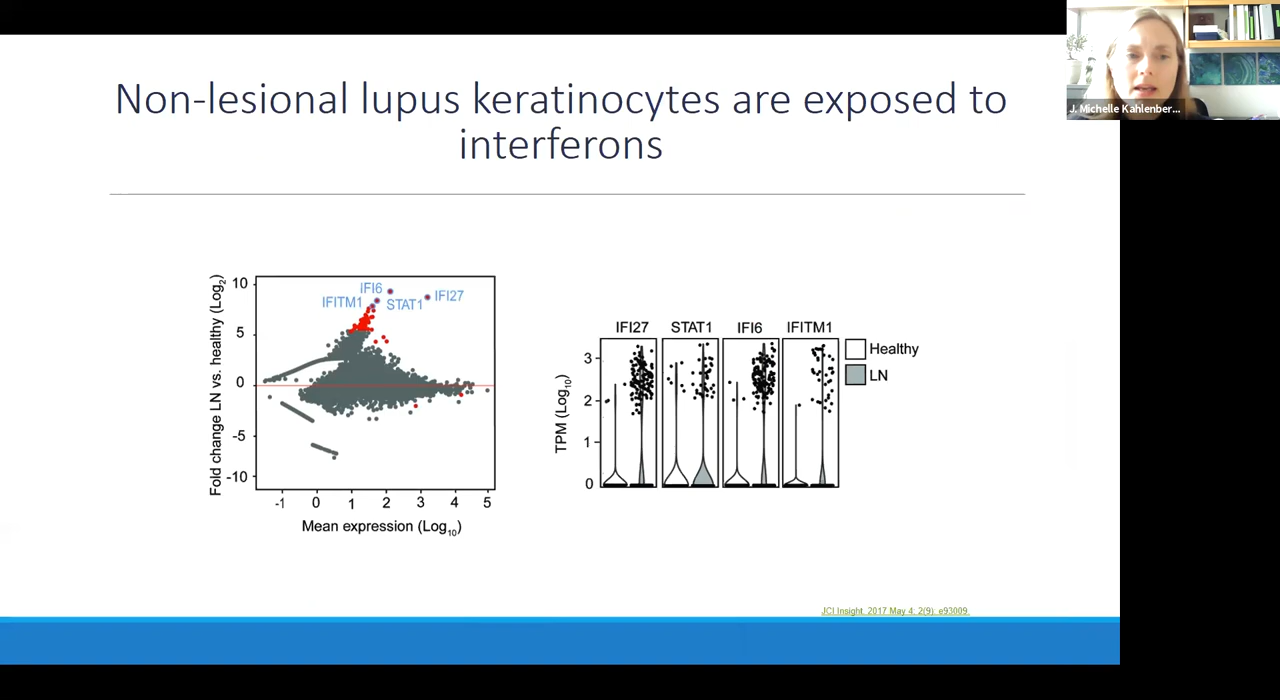 J. Michelle Kahlenber...
Non-lesional lupus keratinocytes are exposed to
interferons
Fold change LN vs. healthy (Log2)
10
5
0
-5
-10
IFI6
IFITM1
STAT1
IFI27
-1 0 1 2 3 4 5
Mean expression (Log10)
IFI27 STAT1 IFI6 IFITM1
TPM (Log10)
3
2
1
0
Healthy
LN
JCI Insight. 2017 May 4; 2(9): e93009.